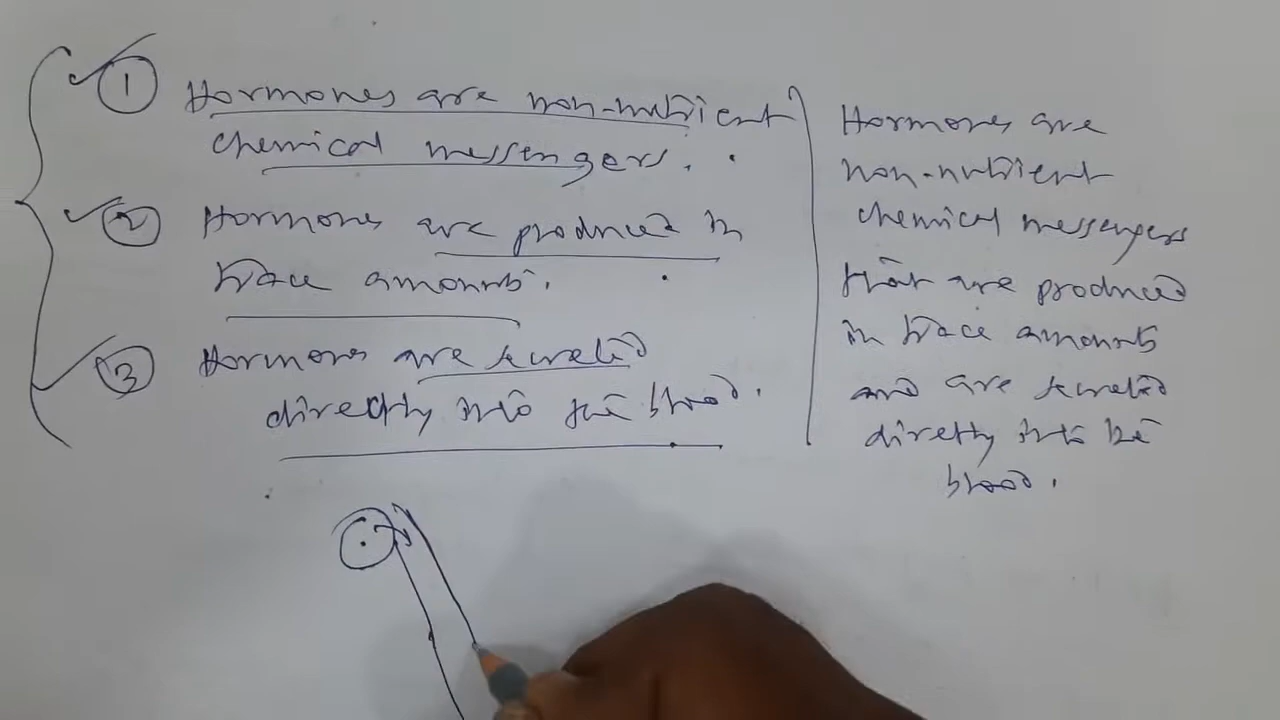 1 Hormones are non-nutrient
chemical messengers.
2 Hormones are produced in
trace amounts.
3 Hormones are secreted
directly into the blood.
Hormones are
non-nutrient
chemical messengers
that are produced
in trace amounts
and are secreted
directly into the
blood.